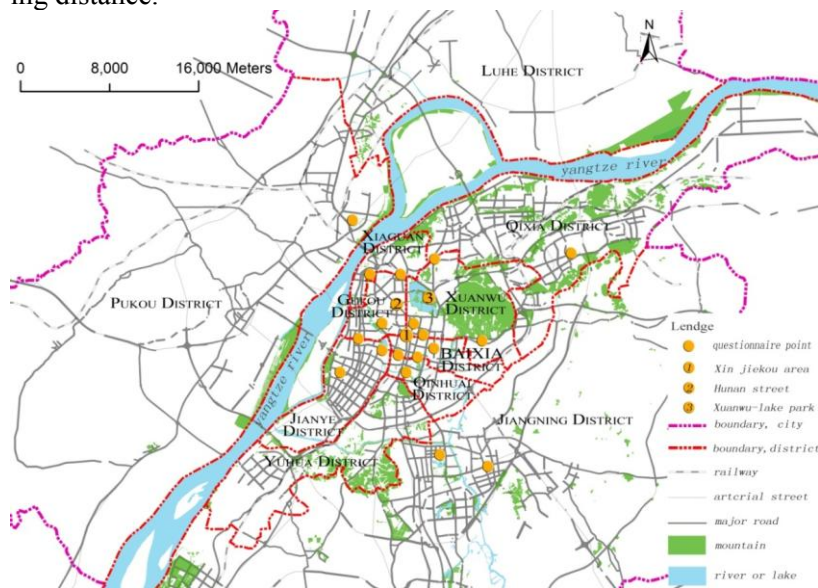 ing distance.
N
0 8,000 16,000 Meters
LUHE DISTRICT
yangtze river
QIXIA DISTRICT
XIAGUAN
DISTRICT
PUKOU DISTRICT
GULOU
DISTRICT
2
3
XUANWU
DISTRICT
1
BAIXIA
DISTRICT
QINHUAI
DISTRICT
yangtze river
JIANYE
DISTRICT
JIANGNING DISTRICT
YUHUA DISTRICT
Lendge
questionnaire point
1 Xin jiekou area
2 Hunan street
3 Xuanwu-lake park
boundary, city
boundary,district
railway
artcrial street
major road
mountain
river or lake